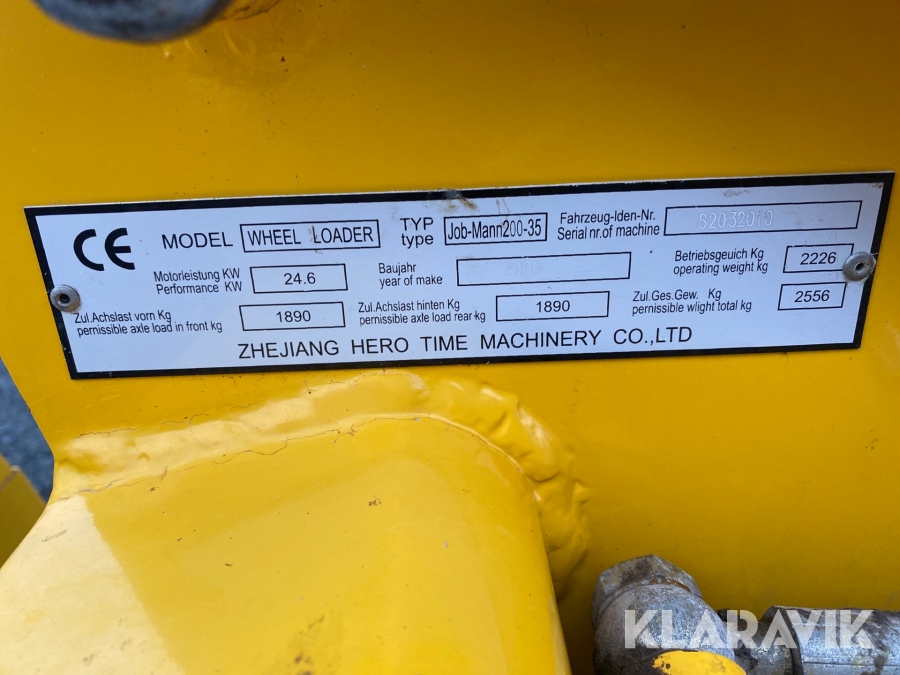 CE MODEL WHEEL LOADER TYP type Job-Mann200-35 Fahrzeug-Iden-Nr. Serial nr.of machine S2032010
Motorleistung KW Performance KW 24.6 Baujahr year of make Betriebsgeuich Kg operating weight kg 2226
Zul.Achslast vorn Kg pernissible axle load in front kg 1890 Zul.Achslast hinten Kg pernissible axle load rear kg 1890 Zul.Ges.Gew. Kg pernissible wlight total kg 2556
ZHEJIANG HERO TIME MACHINERY CO.,LTD
KLARAVIK